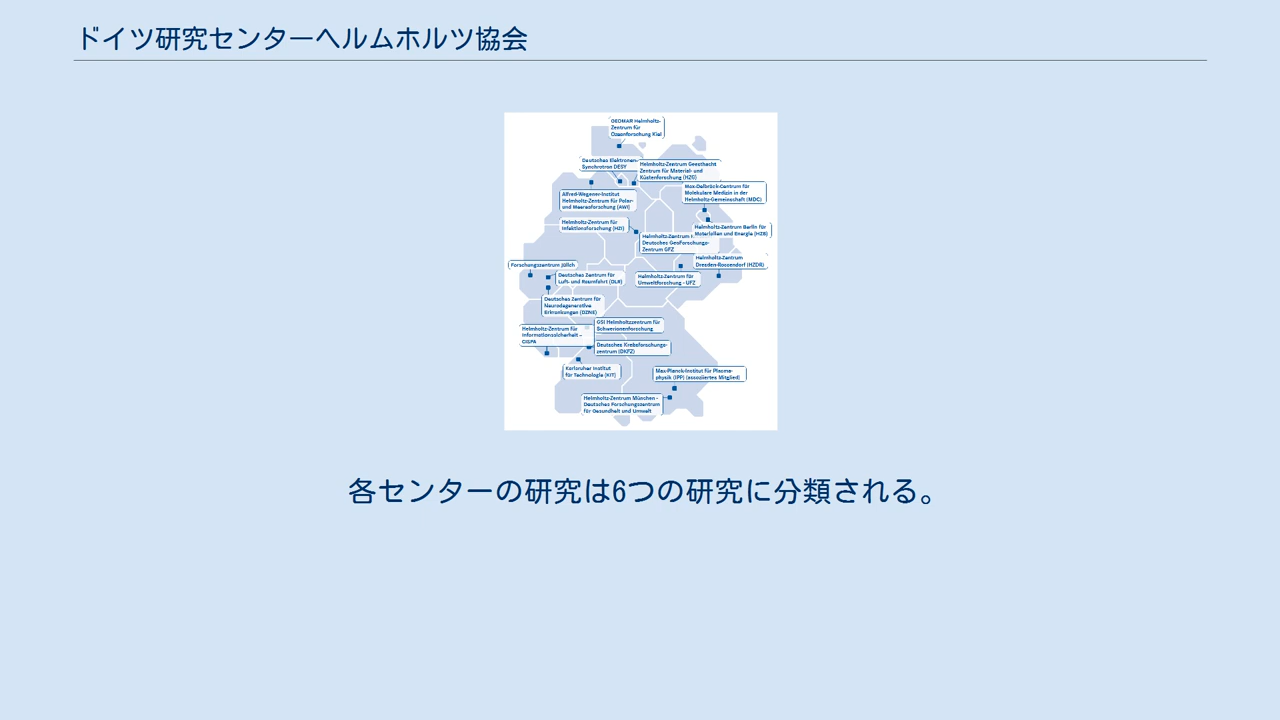 ドイツ研究センターヘルムホルツ協会
GEOMAR Helmholtz-
Zentrum für
Ozeanforschung Kiel
Deutsches Elektronen-
Synchrotron DESY
Helmholtz-Zentrum Geesthacht
Zentrum für Material- und
Küstenforschung (HZG)
Max-Delbrück-Centrum für
Molekulare Medizin in der
Helmholtz-Gemeinschaft (MDC)
Alfred-Wegener-Institut
Helmholtz-Zentrum für Polar-
und Meeresforschung (AWI)
Helmholtz-Zentrum für
Infektionsforschung (HZI)
Helmholtz-Zentrum Berlin für
Materialien und Energie (HZB)
Helmholtz-Zentrum
Deutsches GeoForschungs-
Zentrum GFZ
Helmholtz-Zentrum
Dresden-Rossendorf (HZDR)
Forschungszentrum Jülich
Deutsches Zentrum für
Luft- und Raumfahrt (DLR)
Helmholtz-Zentrum für
Umweltforschung - UFZ
Deutsches Zentrum für
Neurodegenerative
Erkrankungen (DZNE)
GSI Helmholtzzentrum für
Schwerionenforschung
Helmholtz-Zentrum für
Informationssicherheit –
CISPA
Deutsches Krebsforschungs-
zentrum (DKFZ)
Karlsruher Institut
für Technologie (KIT)
Max-Planck-Institut für Plasma-
physik (IPP) (assoziiertes Mitglied)
Helmholtz-Zentrum München -
Deutsches Forschungszentrum
für Gesundheit und Umwelt
各センターの研究は6つの研究に分類される。